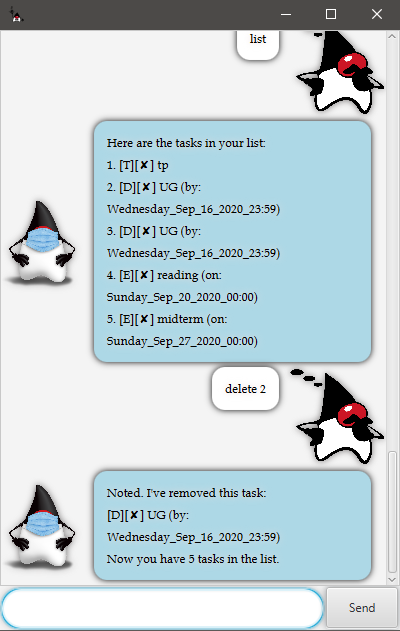 list
Here are the tasks in your list:
1. [T][✘] tp
2. [D][✘] UG (by:
Wednesday_Sep_16_2020_23:59)
3. [D][✘] UG (by:
Wednesday_Sep_16_2020_23:59)
4. [E][✘] reading (on:
Sunday_Sep_20_2020_00:00)
5. [E][✘] midterm (on:
Sunday_Sep_27_2020_00:00)
delete 2
Noted. I've removed this task:
[D][✘] UG (by:
Wednesday_Sep_16_2020_23:59)
Now you have 5 tasks in the list.
Send